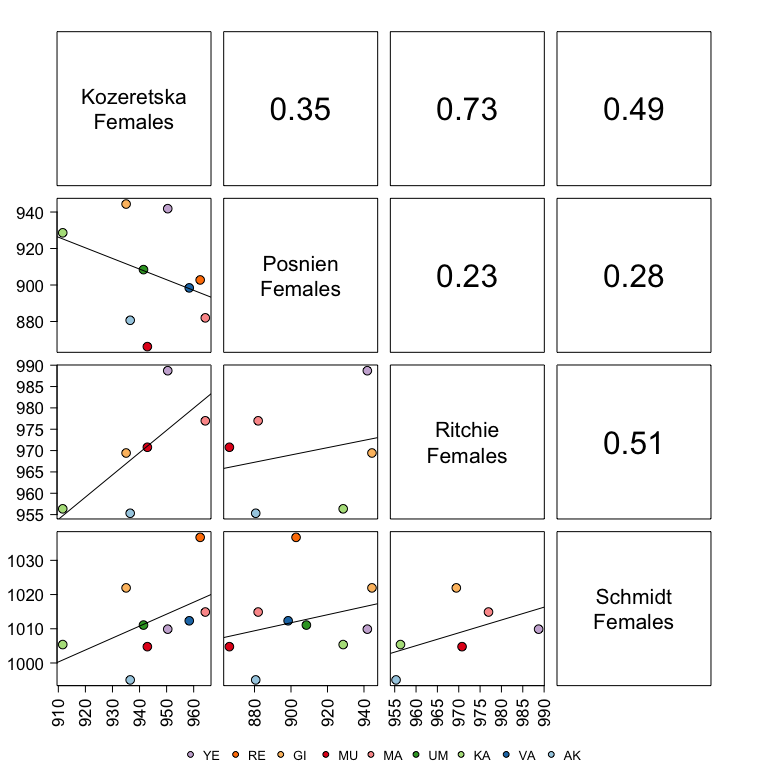 Kozeretska
Females
0.35
0.73
0.49
940
920
900
880
Posnien
Females
0.23
0.28
990
985
980
975
970
965
960
955
Ritchie
Females
0.51
1030
1020
1010
1000
Schmidt
Females
910 920 930 940 950 960
880 900 920 940
955 960 965 970 975 980 985 990
YE RE GI MU MA UM KA VA AK